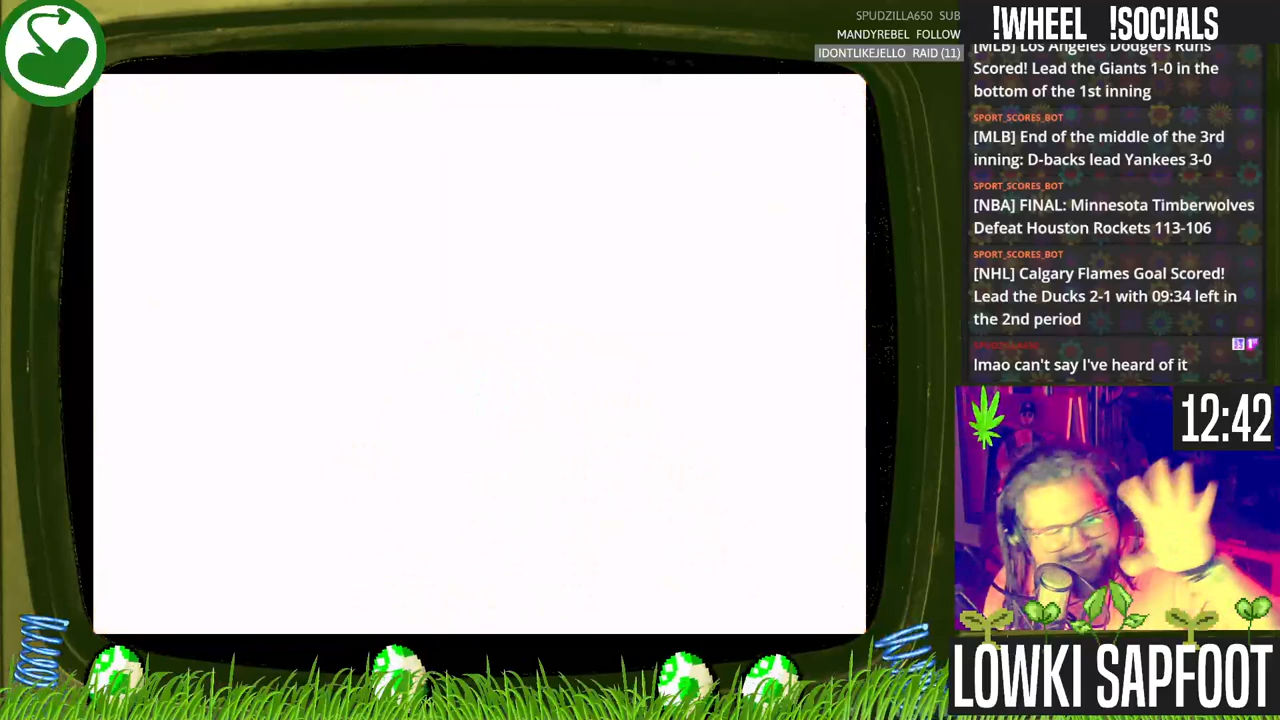 SPUDZILLA650 SUB
MANDYREBEL FOLLOW
IDONTLIKEJELLO RAID (11)
!WHEEL !SOCIALS
[MLB] Los Angeles Dodgers Runs
Scored! Lead the Giants 1-0 in the
bottom of the 1st inning
SPORT_SCORES_BOT
[MLB] End of the middle of the 3rd
inning: D-backs lead Yankees 3-0
SPORT_SCORES_BOT
[NBA] FINAL: Minnesota Timberwolves
Defeat Houston Rockets 113-106
SPORT_SCORES_BOT
[NHL] Calgary Flames Goal Scored!
Lead the Ducks 2-1 with 09:34 left in
the 2nd period
lmao can't say I've heard of it
12:42
LOWKI SAPFOOT